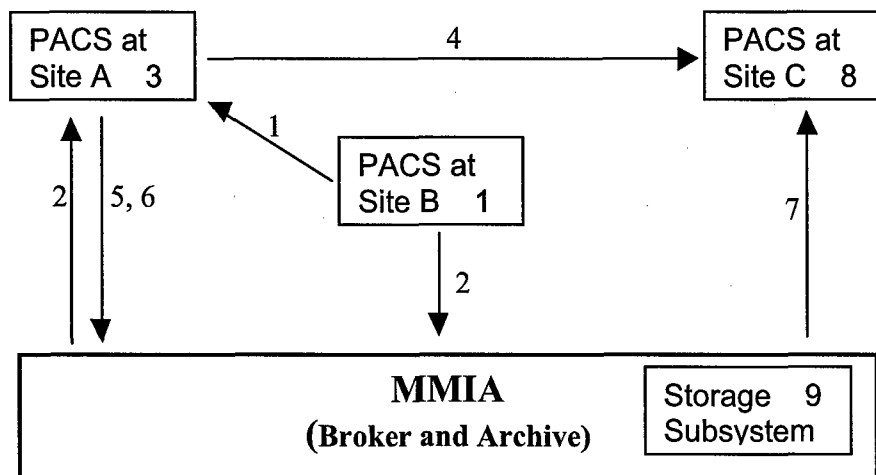 PACS at
Site A 3
4
PACS at
Site C 8
1
PACS at
Site B 1
2
5, 6
2
7
MMIA
(Broker and Archive)
Storage 9
Subsystem